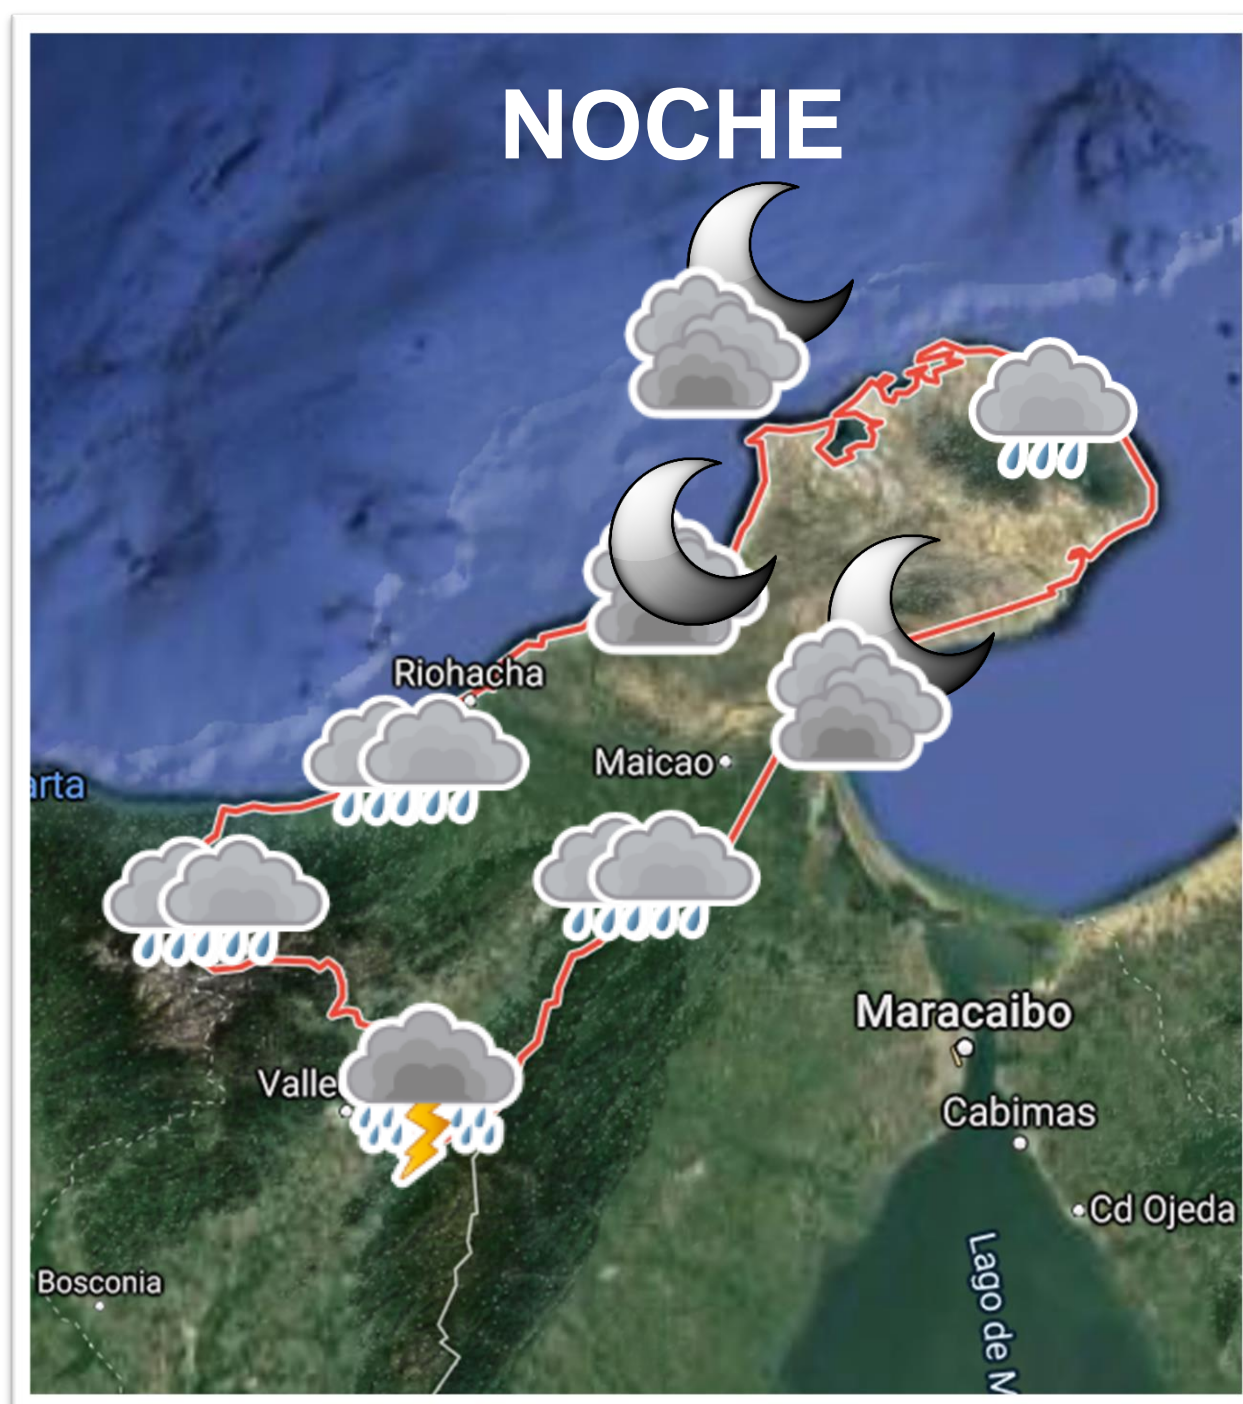 NOCHE
Riohacha
Maicao
arta
Maracaibo
Valle
Cabimas
Cd Ojeda
Lago de M
Bosconia